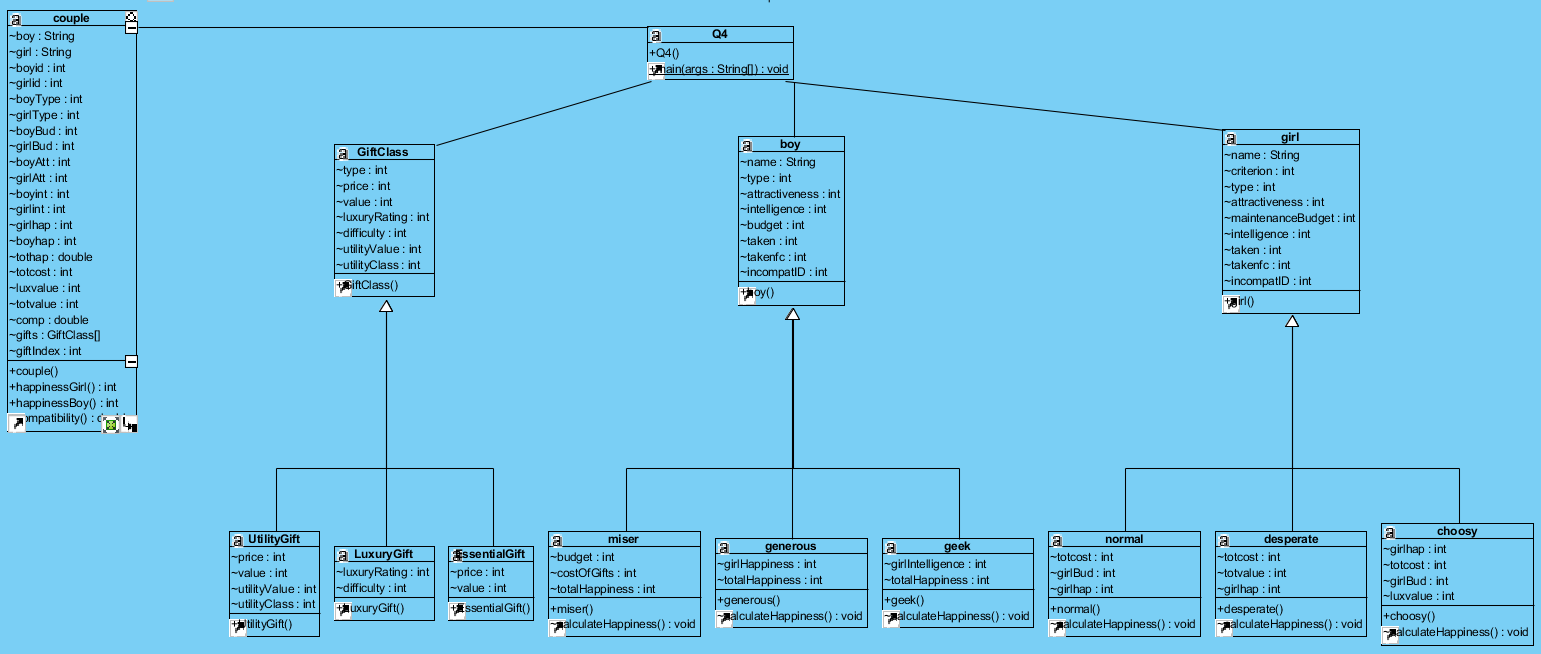 couple
~boy : String
~girl : String
~boyid : int
~girlid : int
~boyType : int
~girlType : int
~boyBud : int
~girlBud : int
~boyAtt : int
~girlAtt : int
~boyint : int
~girlint : int
~girlhap : int
~boyhap : int
~tothap : double
~totcost : int
~luxvalue : int
~totvalue : int
~comp : double
~gifts : GiftClass[]
~giftIndex : int
+couple()
+happinessGirl() : int
+happinessBoy() : int
ompatibility() : d
Q4
+Q4()
+main(args : String[]) : void
GiftClass
~type : int
~price : int
~value : int
~luxuryRating : int
~difficulty : int
~utilityValue : int
~utilityClass : int
+GiftClass()
boy
~name : String
~type : int
~attractiveness : int
~intelligence : int
~budget : int
~taken : int
~takenfc : int
~incompatID : int
+boy()
girl
~name : String
~criterion : int
~type : int
~attractiveness : int
~maintenanceBudget : int
~intelligence : int
~taken : int
~takenfc : int
~incompatID : int
+girl()
UtilityGift
~price : int
~value : int
~utilityValue : int
~utilityClass : int
+UtilityGift()
LuxuryGift
~luxuryRating : int
~difficulty : int
+LuxuryGift()
EssentialGift
~price : int
~value : int
+EssentialGift()
miser
~budget : int
~costOfGifts : int
~totalHappiness : int
+miser()
~calculateHappiness() : void
generous
~girlHappiness : int
~totalHappiness : int
+generous()
~calculateHappiness() : void
geek
~girlIntelligence : int
~totalHappiness : int
+geek()
~calculateHappiness() : void
normal
~totcost : int
~girlBud : int
~girlhap : int
+normal()
~calculateHappiness() : void
desperate
~totcost : int
~totvalue : int
~girlhap : int
+desperate()
~calculateHappiness() : void
choosy
~girlhap : int
~totcost : int
~girlBud : int
~luxvalue : int
+choosy()
~calculateHappiness() : void